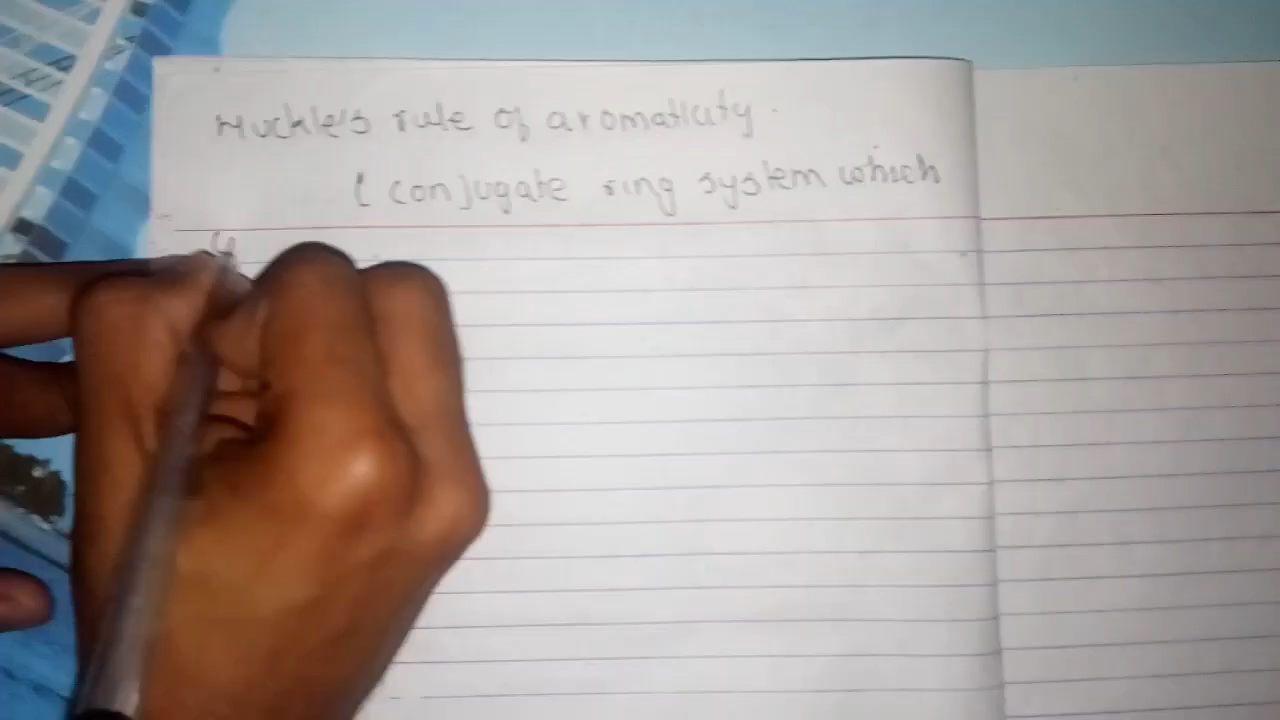 Huckle's rule of aromaticity.
( conjugate ring system which